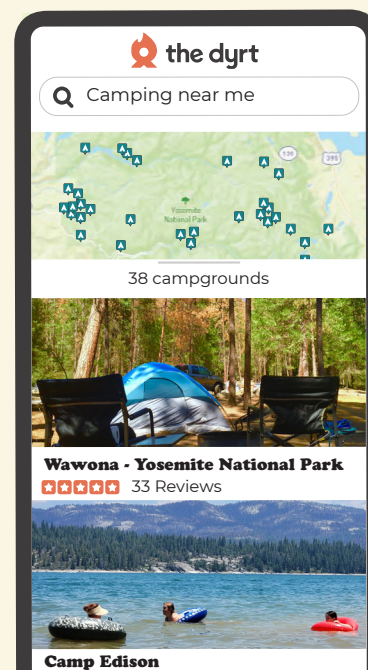 the dyrt
Camping near me
139
395
Yosemite
National Park
38 campgrounds
Wawona - Yosemite National Park
33 Reviews
Camp Edison